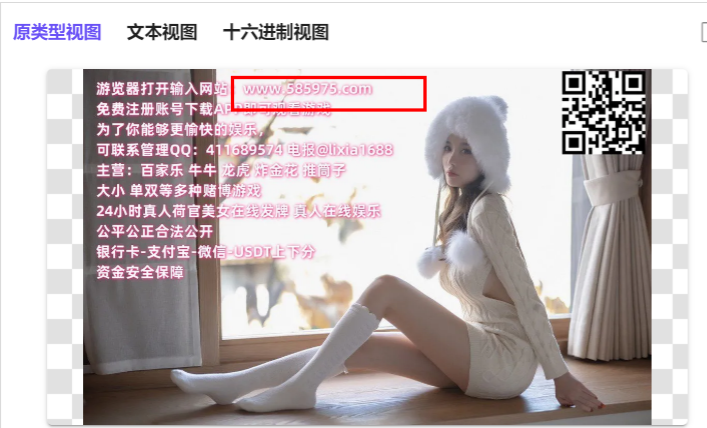 原类型视图 文本视图 十六进制视图
游览器打开输入网站：www.585975.com
免费注册账号下载APP即可观看游戏
为了你能够更愉快的娱乐,
可联系管理QQ：411689574 电报@lixia1688
主营：百家乐 牛牛 龙虎 炸金花 推筒子
大小 单双等多种赌博游戏
24小时真人荷官美女在线发牌 真人在线娱乐
公平公正合法公开
银行卡-支付宝-微信-USDT上下分
资金安全保障